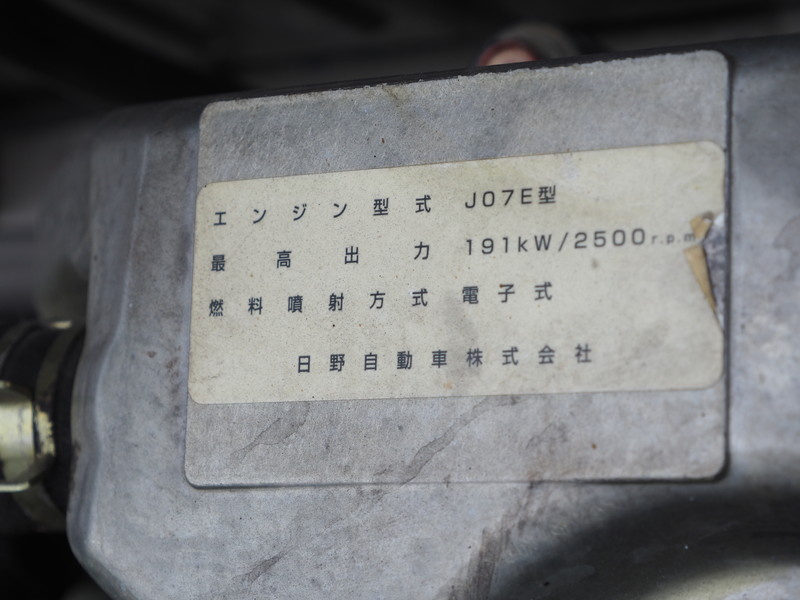 エンジン型式 J07E型
最高出力 191kW/2500r.p.m
燃料噴射方式 電子式
日野自動車株式会社